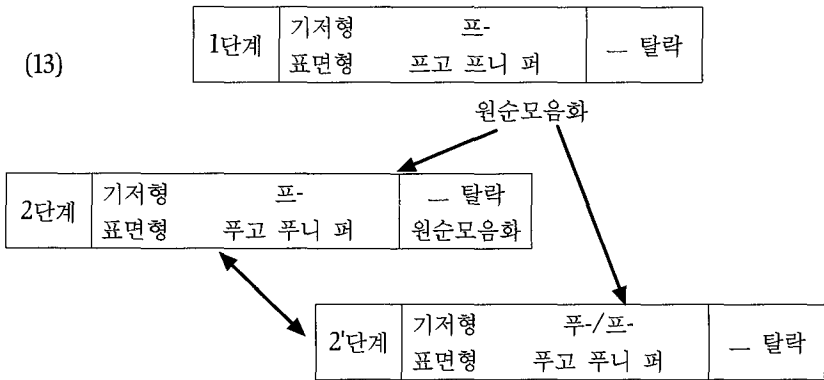 (13)
1단계 기저형 프- ㅡ 탈락
표면형 프고 프니 퍼
원순모음화
2단계 기저형 프- ㅡ 탈락
표면형 푸고 푸니 퍼 원순모음화
2'단계 기저형 푸-/프- ㅡ 탈락
표면형 푸고 푸니 퍼